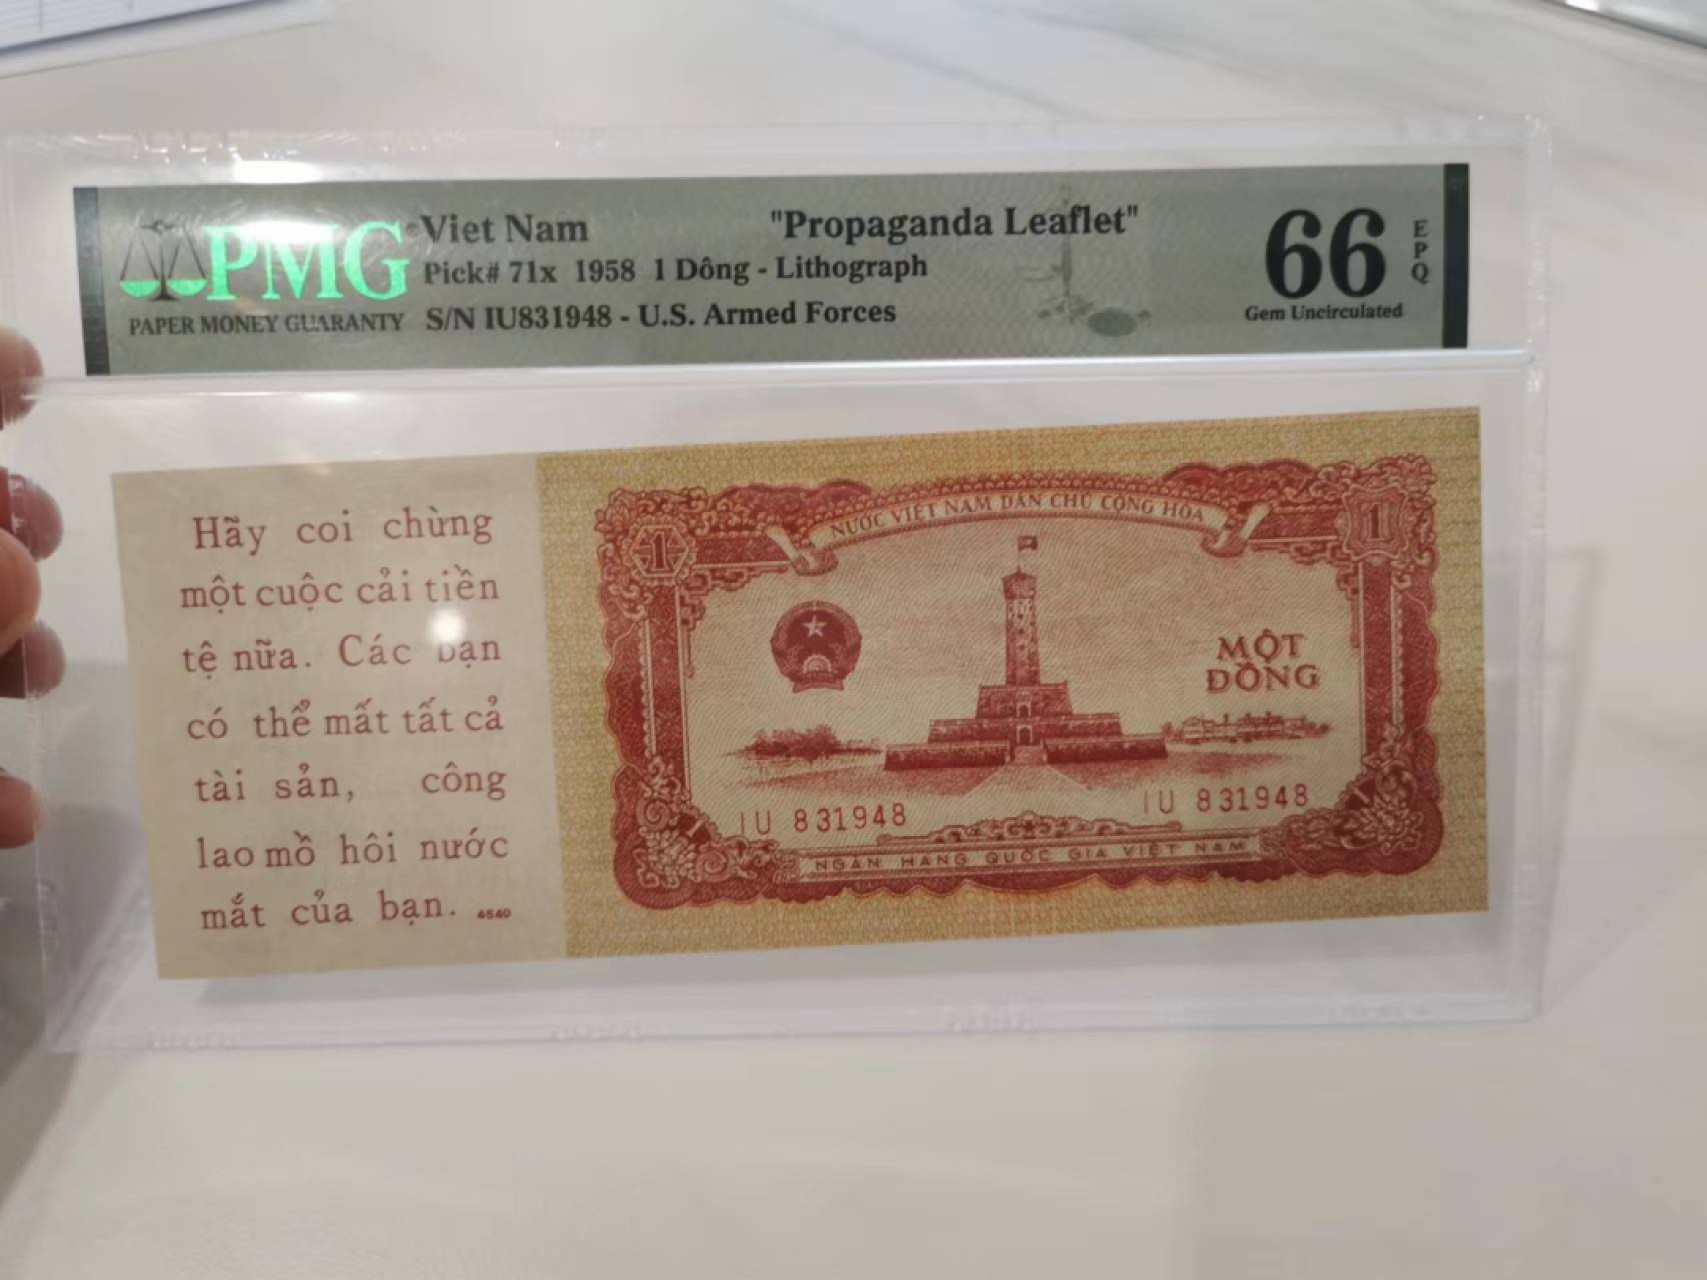 PMG
PAPER MONEY GUARANTY
Viet Nam "Propaganda Leaflet"
Pick# 71x 1958 1 Dông - Lithograph
S/N IU831948 - U.S. Armed Forces
66 EPQ
Gem Uncirculated
Hãy coi chừng
một cuộc cải tiền
tệ nữa. Các bạn
có thể mất tất cả
tài sản, công
lao mồ hôi nước
mắt của bạn. 4540
NƯỚC VIỆT NAM DÂN CHỦ CỘNG HÒA
1 1
MỘT
ĐỒNG
IU 831948 IU 831948
1 1
NGÂN HÀNG QUỐC GIA VIỆT NAM